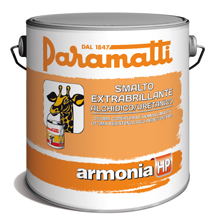 DAL 1847
Paramatti
SMALTO
EXTRABRILLANTE
ALCHIDICO/URETANICO
armonia HP